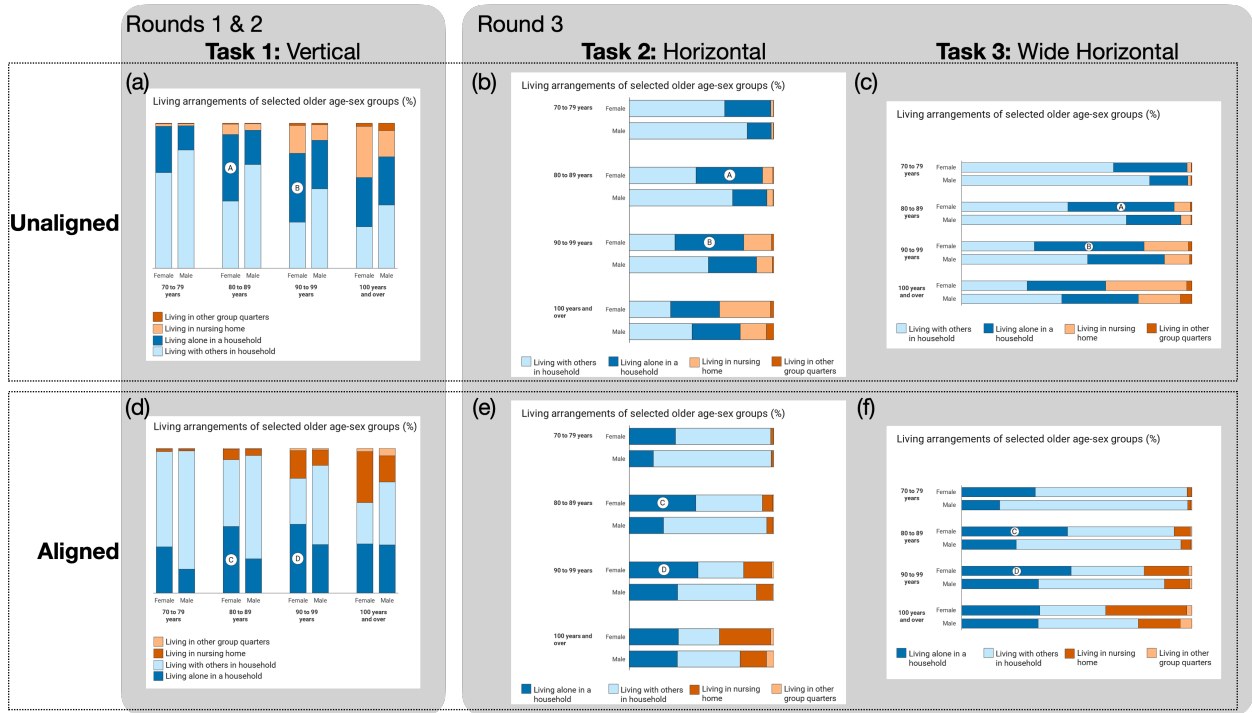 Rounds 1 & 2
Round 3
Task 1: Vertical
Task 2: Horizontal
Task 3: Wide Horizontal
Unaligned
(a)
Living arrangements of selected older age-sex groups (%)
A
B
Female Male Female Male Female Male Female Male
70 to 79 years
80 to 89 years
90 to 99 years
100 years and over
Living in other group quarters
Living in nursing home
Living alone in a household
Living with others in household
(b)
Living arrangements of selected older age-sex groups (%)
70 to 79 years Female
Male
80 to 89 years Female A
Male
90 to 99 years Female B
Male
100 years and over Female
Male
Living with others in household
Living alone in a household
Living in nursing home
Living in other group quarters
(c)
Living arrangements of selected older age-sex groups (%)
70 to 79 years Female
Male
80 to 89 years Female A
Male
90 to 99 years Female B
Male
100 years and over Female
Male
Living with others in household
Living alone in a household
Living in nursing home
Living in other group quarters
Aligned
(d)
Living arrangements of selected older age-sex groups (%)
C
D
Female Male Female Male Female Male Female Male
70 to 79 years
80 to 89 years
90 to 99 years
100 years and over
Living in other group quarters
Living in nursing home
Living with others in household
Living alone in a household
(e)
Living arrangements of selected older age-sex groups (%)
70 to 79 years Female
Male
80 to 89 years Female C
Male
90 to 99 years Female D
Male
100 years and over Female
Male
Living alone in a household
Living with others in household
Living in nursing home
Living in other group quarters
(f)
Living arrangements of selected older age-sex groups (%)
70 to 79 years Female
Male
80 to 89 years Female C
Male
90 to 99 years Female D
Male
100 years and over Female
Male
Living alone in a household
Living with others in household
Living in nursing home
Living in other group quarters